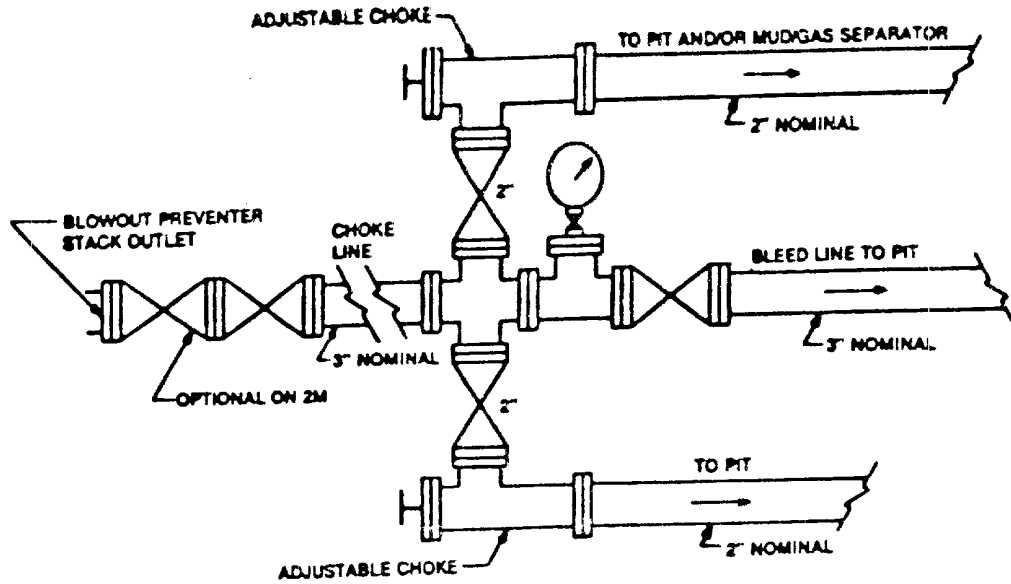 ADJUSTABLE CHOKE
TO PIT AND/OR MUD/GAS SEPARATOR
2" NOMINAL
2"
BLOWOUT PREVENTER
STACK OUTLET
CHOKE
LINE
BLEED LINE TO PIT
3" NOMINAL
3" NOMINAL
OPTIONAL ON 2M
2"
TO PIT
2" NOMINAL
ADJUSTABLE CHOKE